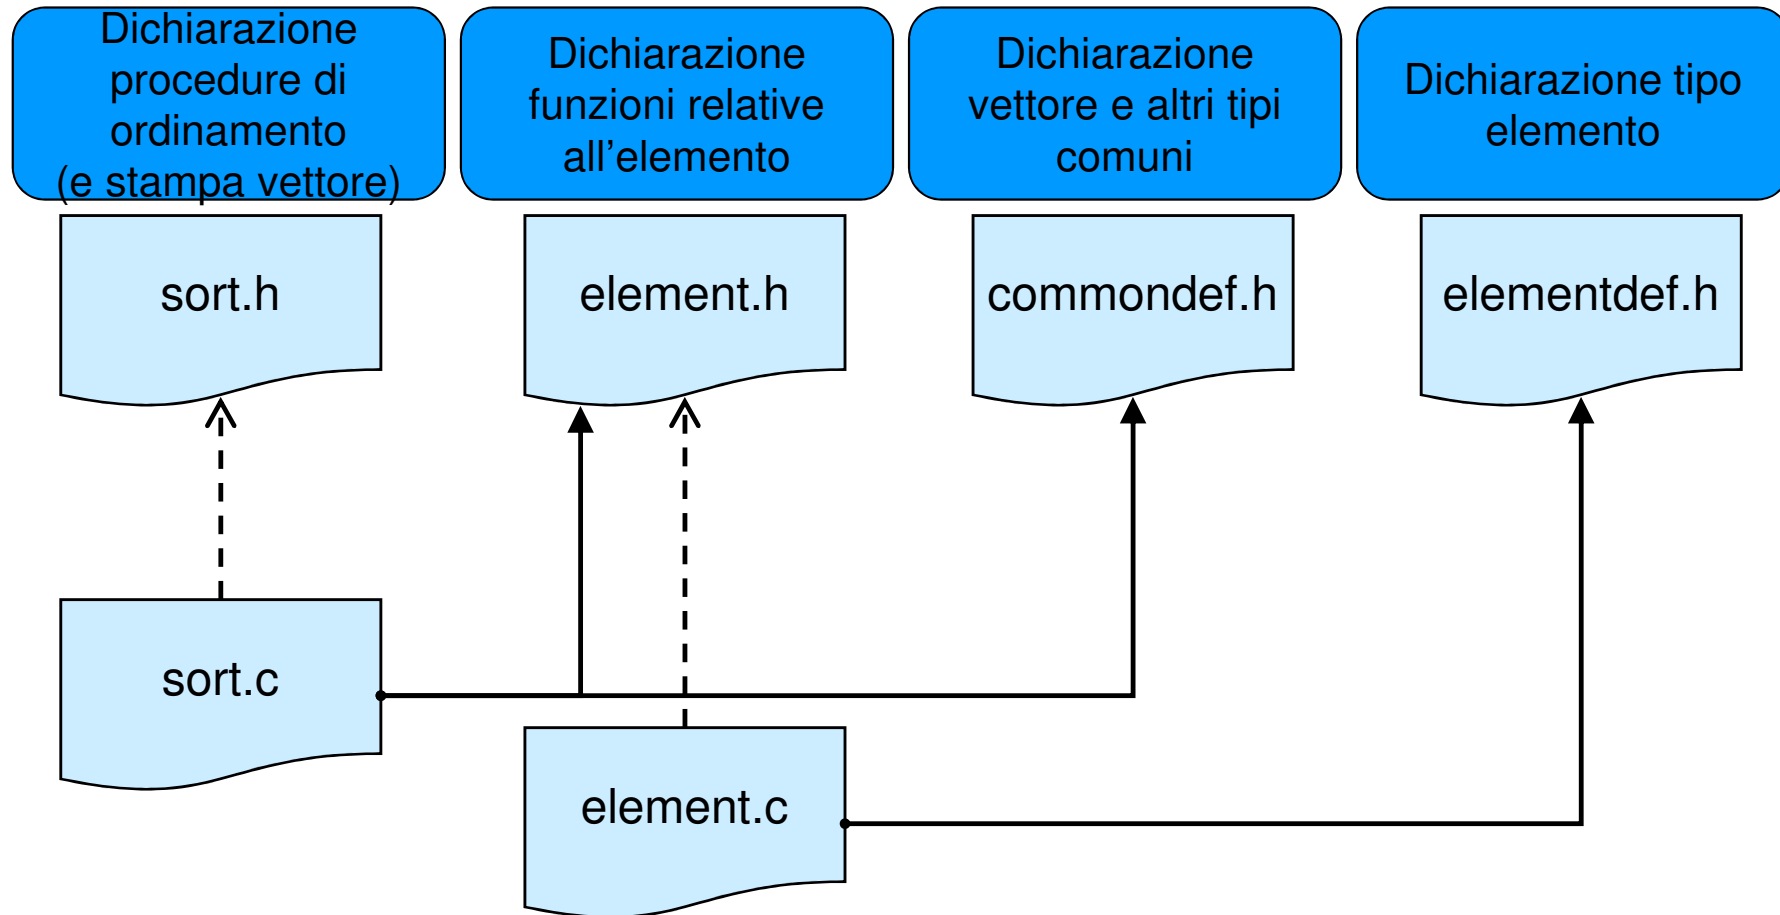 Dichiarazione
procedure di
ordinamento
(e stampa vettore)
Dichiarazione
funzioni relative
all’elemento
Dichiarazione
vettore e altri tipi
comuni
Dichiarazione tipo
elemento
sort.h
element.h
commondef.h
elementdef.h
sort.c
element.c